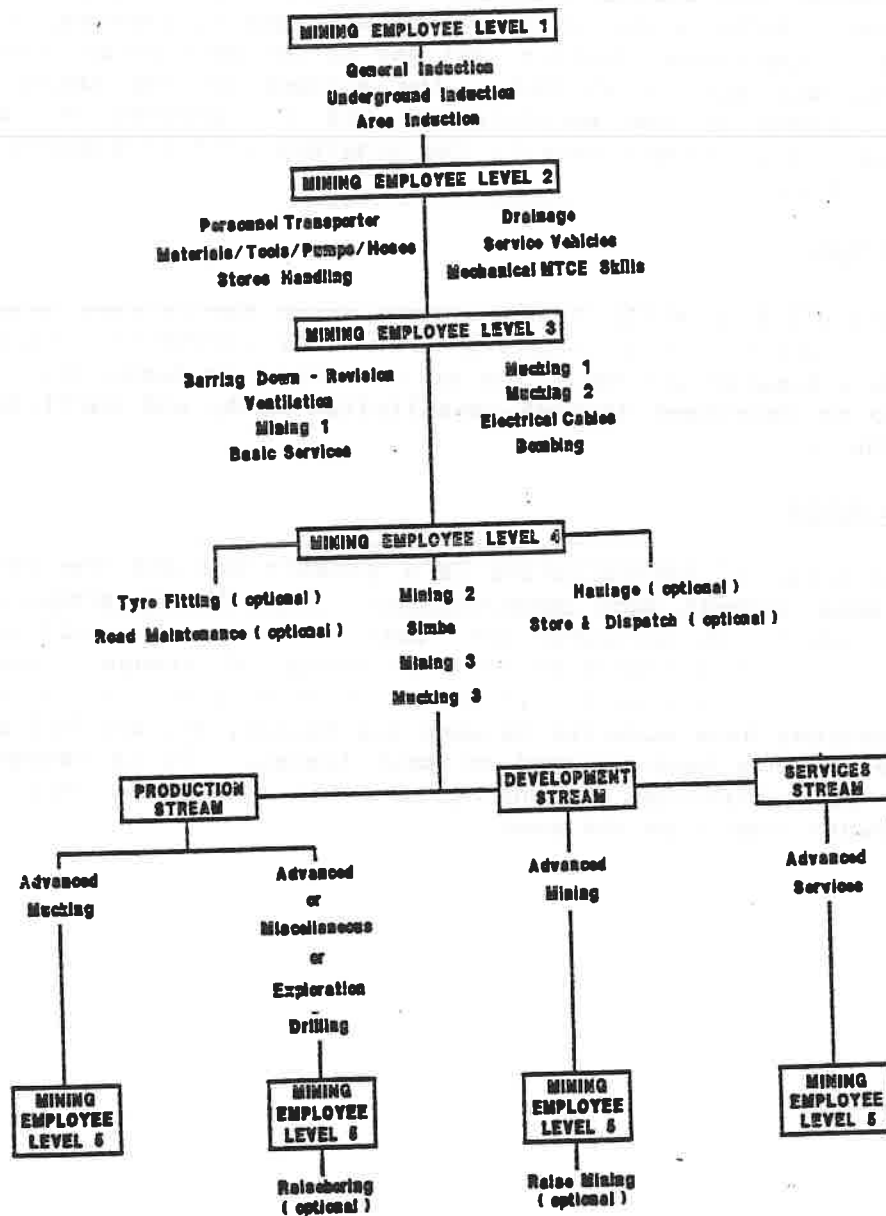 MINING EMPLOYEE LEVEL 1
General Induction
Underground Induction
Area Induction
MINING EMPLOYEE LEVEL 2
Personnel Transporter
Materials/Tools/Pumps/Hoses
Stores Handling
Drainage
Service Vehicles
Mechanical MTCE Skills
MINING EMPLOYEE LEVEL 3
Barring Down - Revision
Ventilation
Mining 1
Basic Services
Mucking 1
Mucking 2
Electrical Cables
Bombing
MINING EMPLOYEE LEVEL 4
Tyre Fitting ( optional )
Road Maintenance ( optional )
Mining 2
Simba
Mining 3
Mucking 3
Haulage ( optional )
Store & Dispatch ( optional )
PRODUCTION
STREAM
DEVELOPMENT
STREAM
SERVICES
STREAM
Advanced
Mucking
Advanced
or
Miscellaneous
or
Exploration
Drilling
Advanced
Mining
Advanced
Services
MINING
EMPLOYEE
LEVEL 5
MINING
EMPLOYEE
LEVEL 5
MINING
EMPLOYEE
LEVEL 5
MINING
EMPLOYEE
LEVEL 5
Raiseboring
( optional )
Raise Mining
( optional )